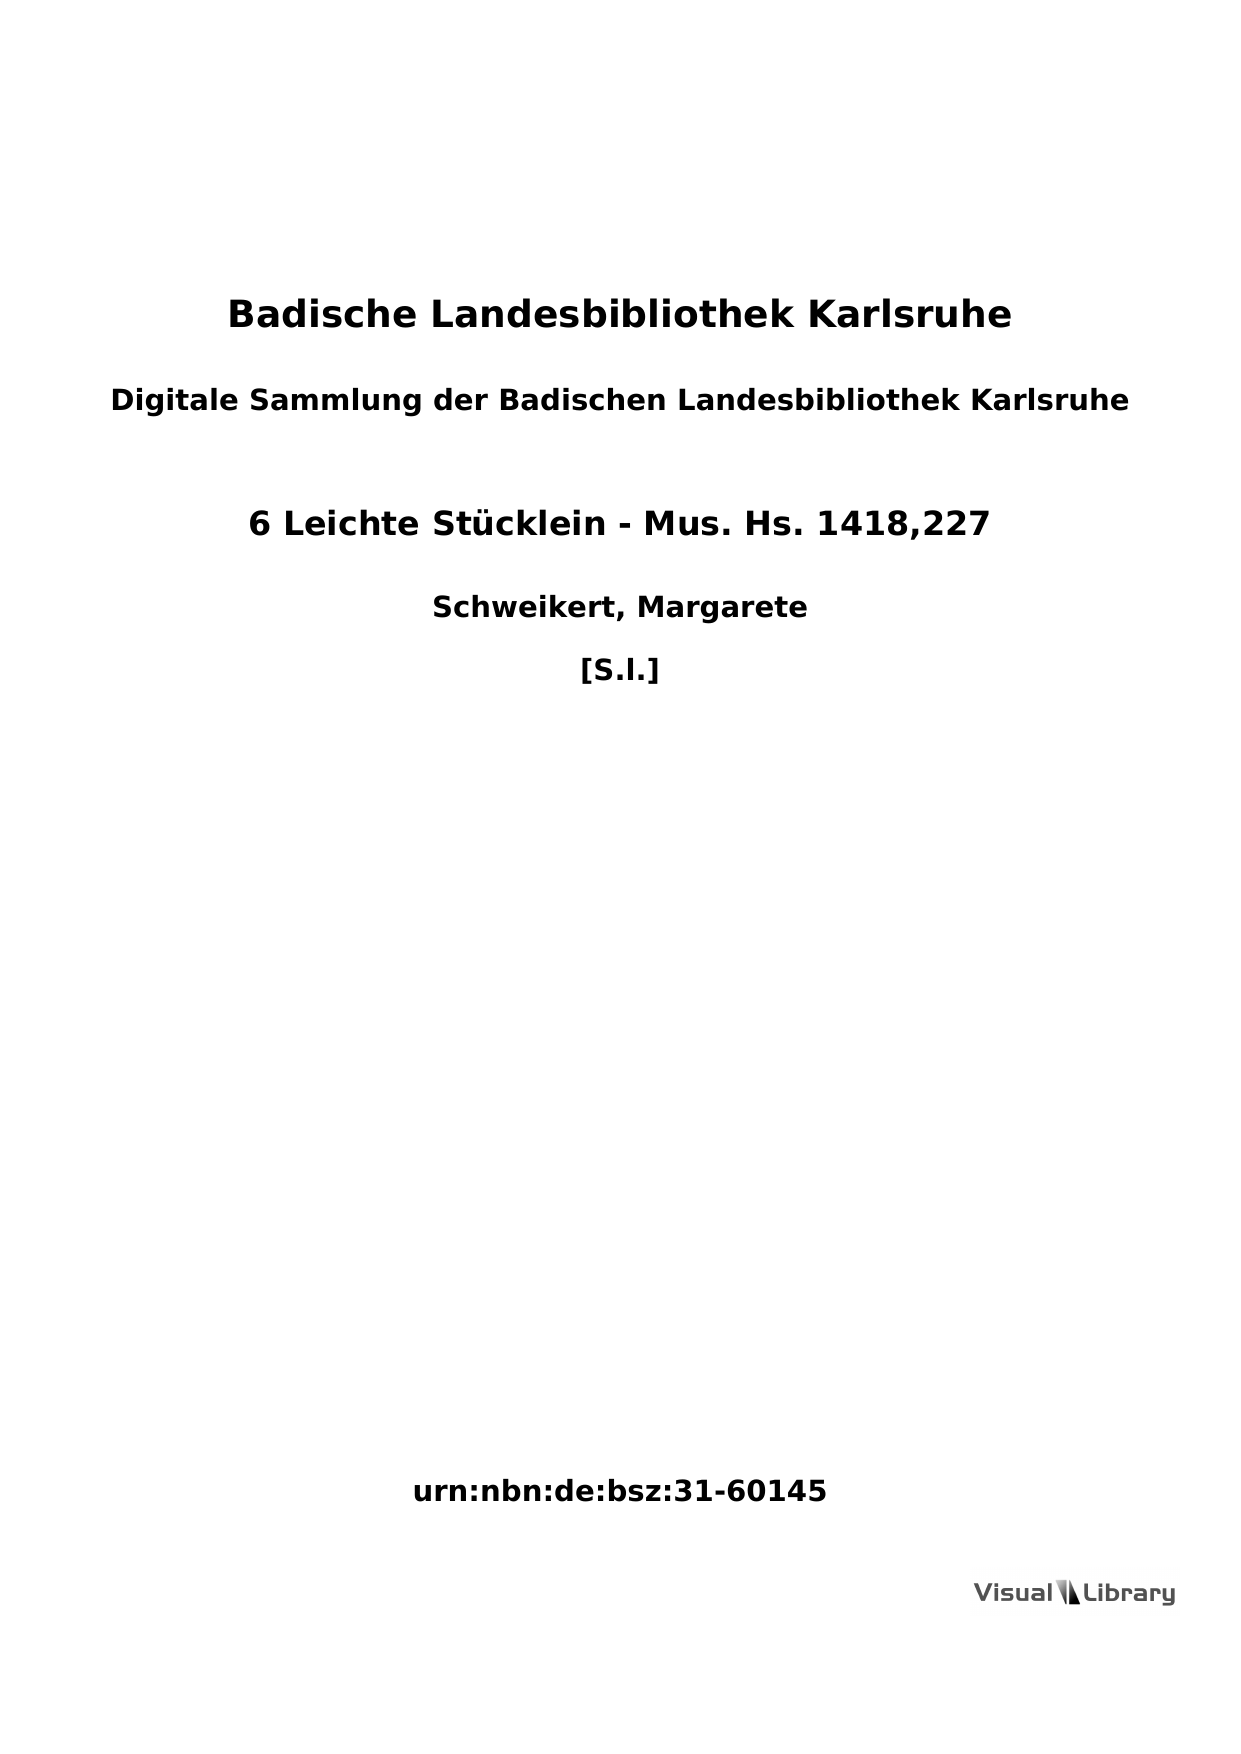 Badische Landesbibliothek Karlsruhe
Digitale Sammlung der Badischen Landesbibliothek Karlsruhe
6 Leichte Stücklein - Mus. Hs. 1418,227
Schweikert, Margarete
[S.l.]
urn:nbn:de:bsz:31-60145
Visual Library